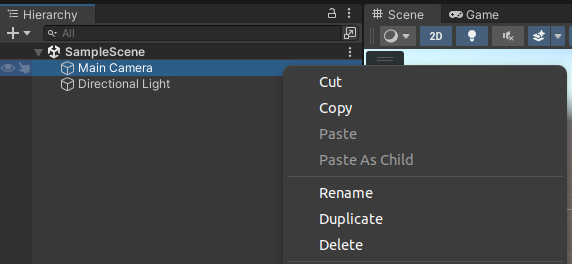 Hierarchy
Scene
Game
All
2D
SampleScene
Main Camera
Directional Light
Cut
Copy
Paste
Paste As Child
Rename
Duplicate
Delete